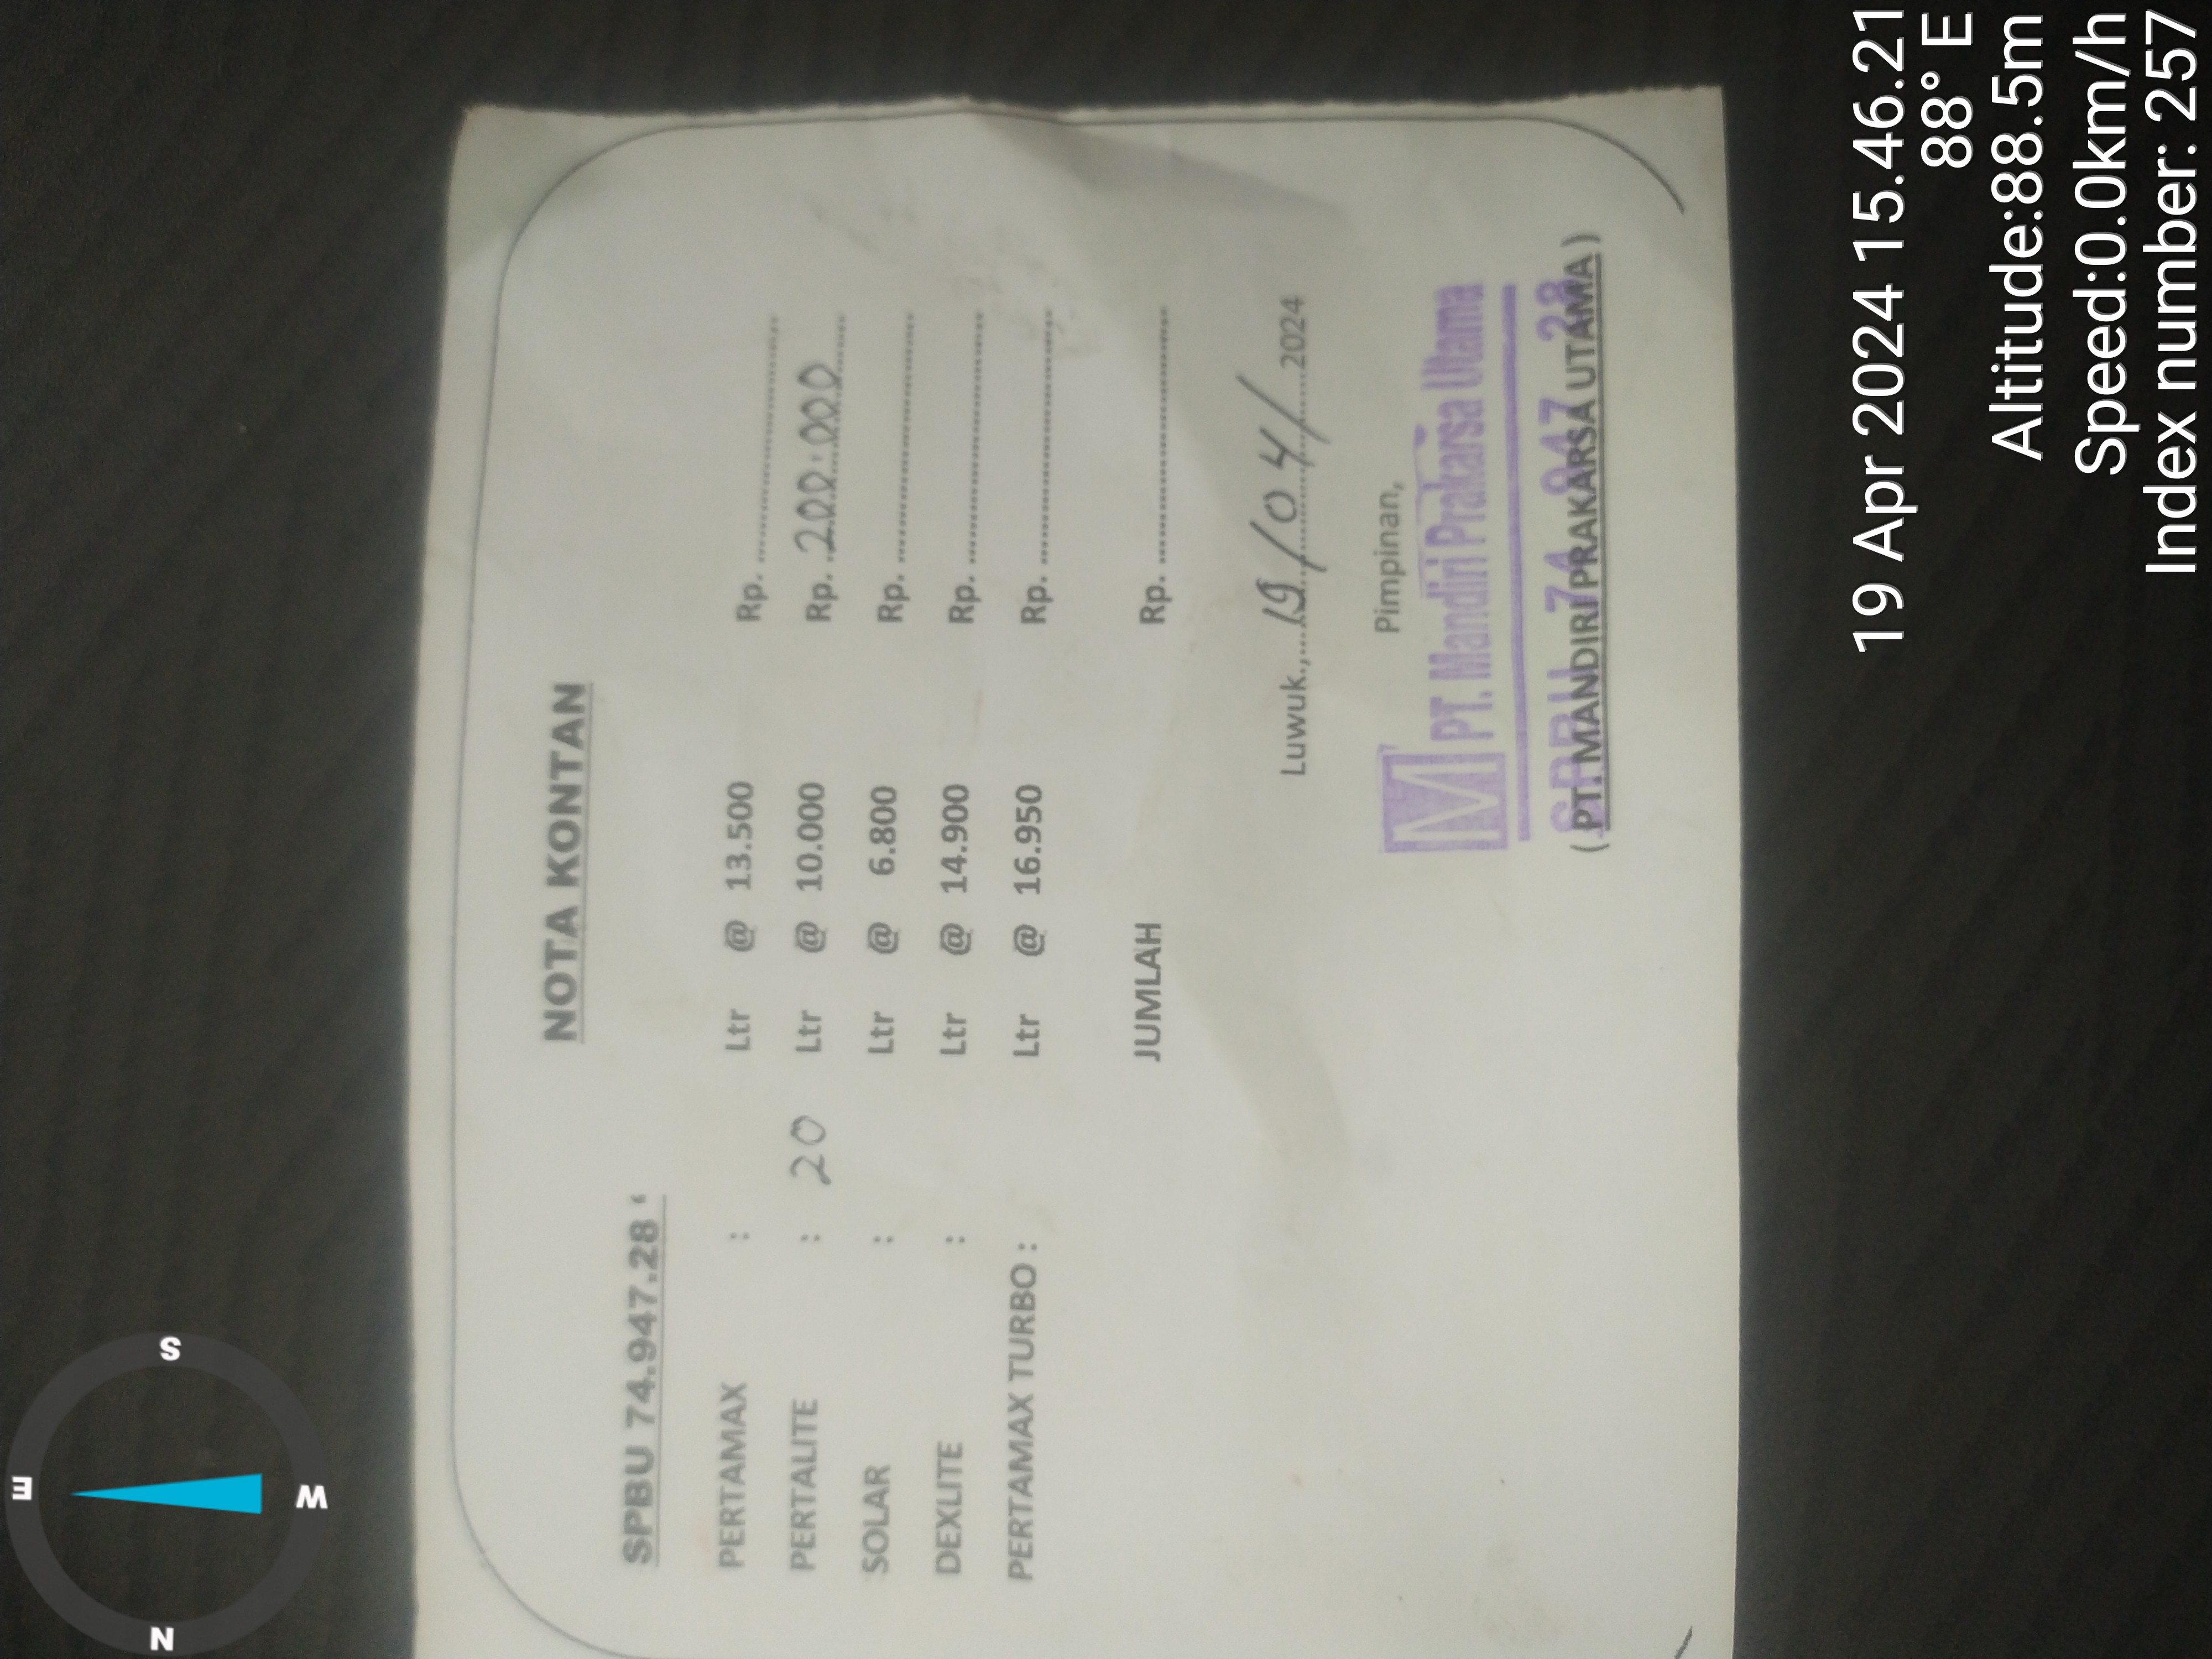 NOTA KONTAN
SPBU 74.947.28 '
PERTAMAX : Ltr @ 13.500 Rp. ....................
PERTALITE : 20 Ltr @ 10.000 Rp. 200.000
SOLAR : Ltr @ 6.800 Rp. ....................
DEXLITE : Ltr @ 14.900 Rp. ....................
PERTAMAX TURBO : Ltr @ 16.950 Rp. ....................
JUMLAH Rp. ....................
Luwuk.,...19/04/...2024
Pimpinan,
M PT. Mandiri Prakarsa Utama
SPBU 74 947 28
( PT. MANDIRI PRAKARSA UTAMA )
19 Apr 2024 15.46.21
88° E
Altitude:88.5m
Speed:0.0km/h
Index number: 257
N
E
S
W